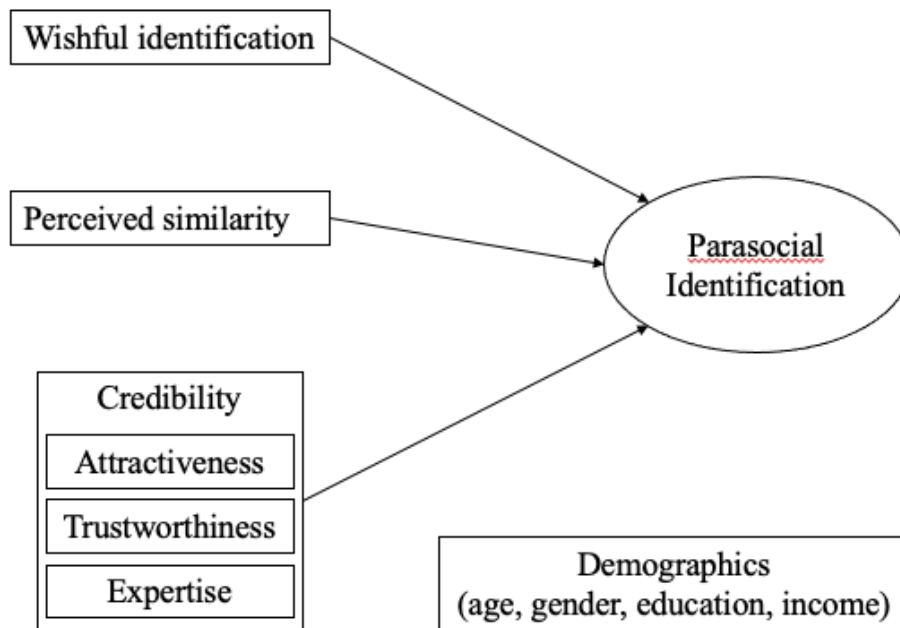 Wishful identification
Perceived similarity
Parasocial
Identification
Credibility
Attractiveness
Trustworthiness
Expertise
Demographics
(age, gender, education, income)